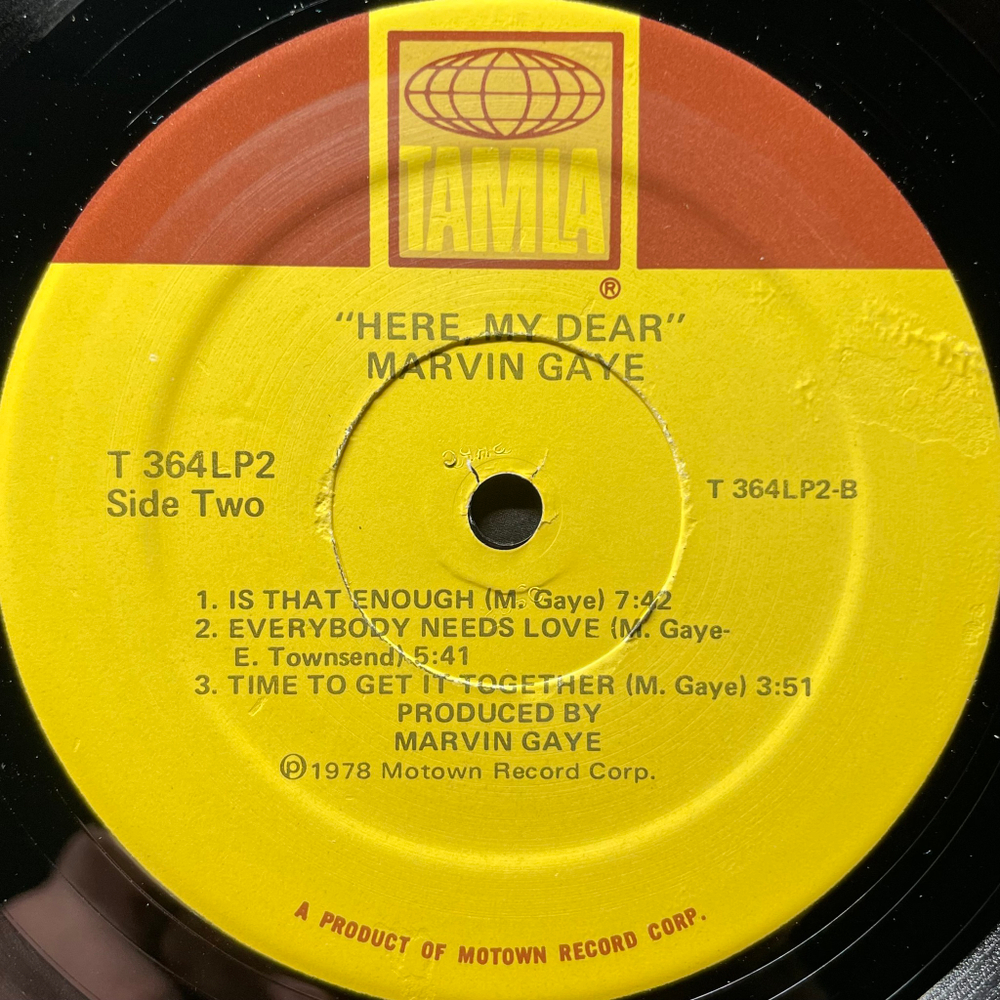 TAMLA
®
"HERE, MY DEAR"
MARVIN GAYE
T 364LP2
Side Two
T 364LP2-B
1. IS THAT ENOUGH (M. Gaye) 7:42
2. EVERYBODY NEEDS LOVE (M. Gaye-
E. Townsend) 5:41
3. TIME TO GET IT TOGETHER (M. Gaye) 3:51
PRODUCED BY
MARVIN GAYE
℗1978 Motown Record Corp.
A PRODUCT OF MOTOWN RECORD CORP.